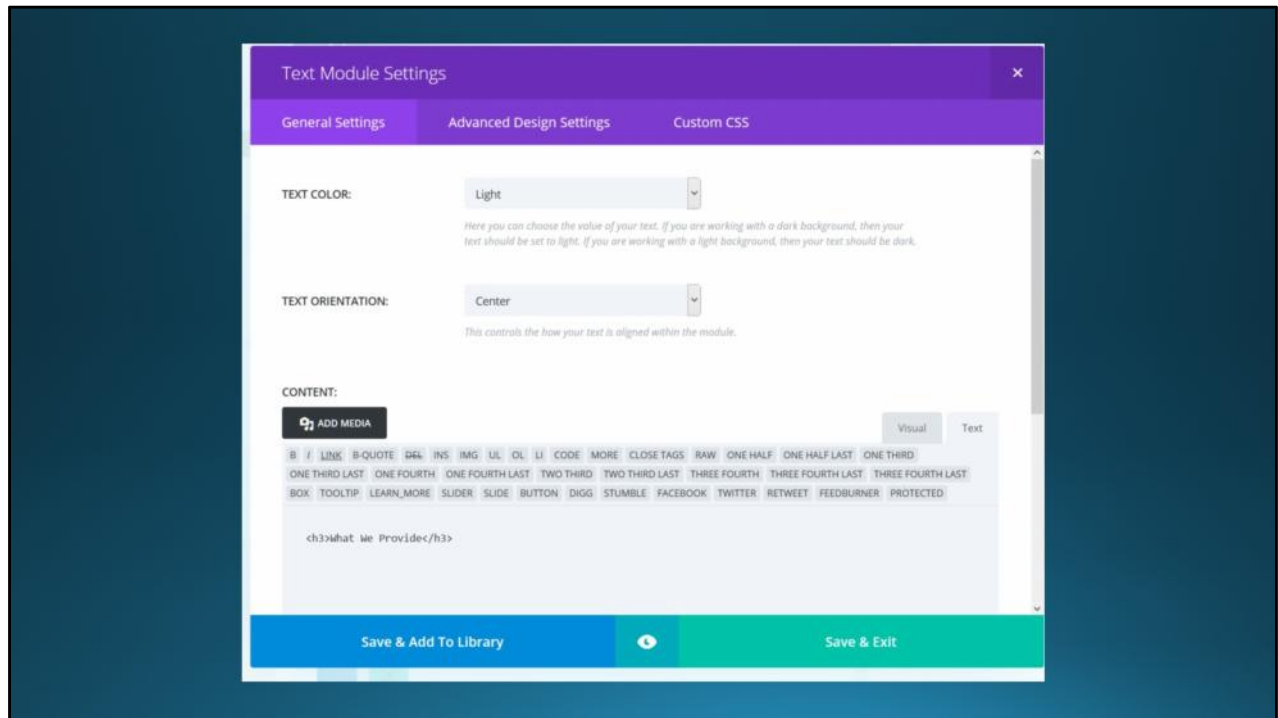 Text Module Settings
General Settings Advanced Design Settings Custom CSS
TEXT COLOR: Light
Here you can choose the value of your text. If you are working with a dark background, then your
text should be set to light. If you are working with a light background, then your text should be dark.
TEXT ORIENTATION: Center
This controls the how your text is aligned within the module.
CONTENT:
ADD MEDIA Visual Text
B I LINK B-QUOTE DEL INS IMG UL OL LI CODE MORE CLOSE TAGS RAW ONE HALF ONE HALF LAST ONE THIRD
ONE THIRD LAST ONE FOURTH ONE FOURTH LAST TWO THIRD TWO THIRD LAST THREE FOURTH THREE FOURTH LAST THREE FOURTH LAST
BOX TOOLTIP LEARN_MORE SLIDER SLIDE BUTTON DIGG STUMBLE FACEBOOK TWITTER RETWEET FEEDBURNER PROTECTED
<h3>What We Provide</h3>
Save & Add To Library Save & Exit